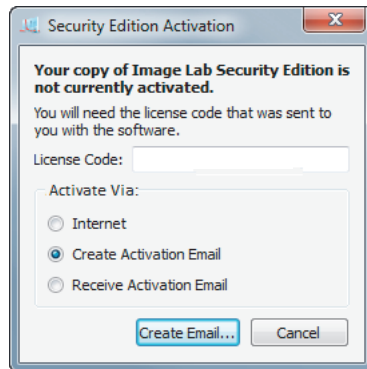 Security Edition Activation
Your copy of Image Lab Security Edition is
not currently activated.
You will need the license code that was sent to
you with the software.
License Code:
Activate Via:
Internet
Create Activation Email
Receive Activation Email
Create Email... Cancel